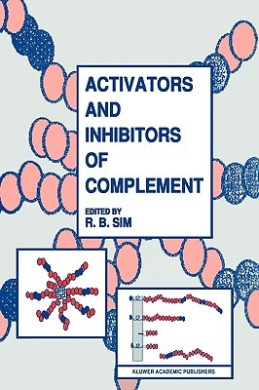 ACTIVATORS
AND
INHIBITORS
OF
COMPLEMENT
EDITED BY
R. B. SIM
KLUWER ACADEMIC PUBLISHERS